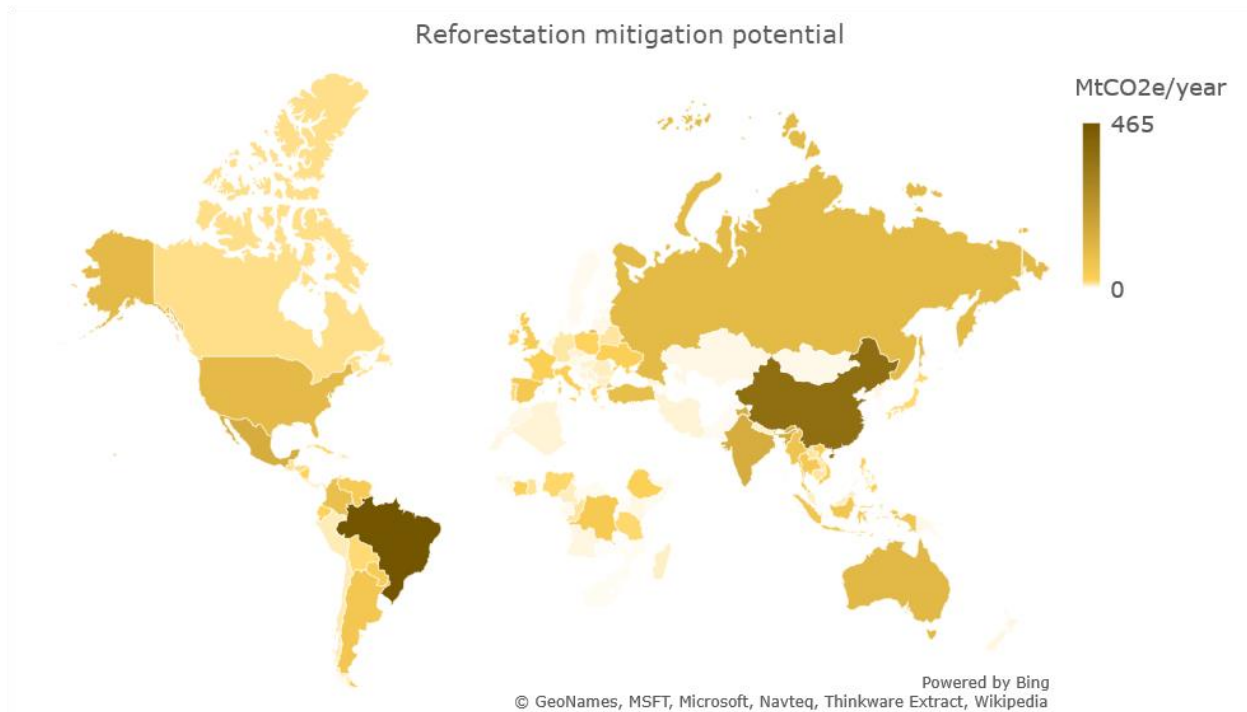 Reforestation mitigation potential
MtCO2e/year
465
0
Powered by Bing
© GeoNames, MSFT, Microsoft, Navteq, Thinkware Extract, Wikipedia